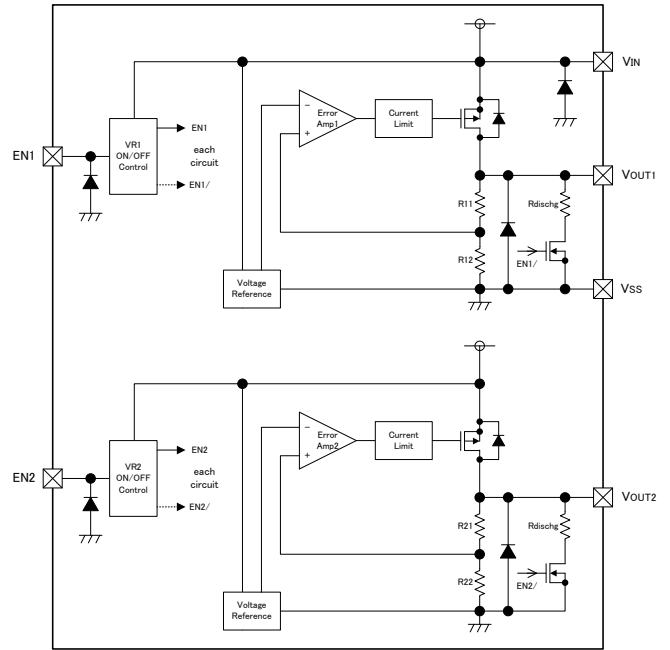 VIN
EN1
VR1
ON/OFF
Control
EN1
each
circuit
EN1/
Error
Amp1
Current
Limit
VOUT1
R11
Rdischg
EN1/
R12
Voltage
Reference
VSS
EN2
VR2
ON/OFF
Control
EN2
each
circuit
EN2/
Error
Amp2
Current
Limit
VOUT2
R21
Rdischg
EN2/
R22
Voltage
Reference